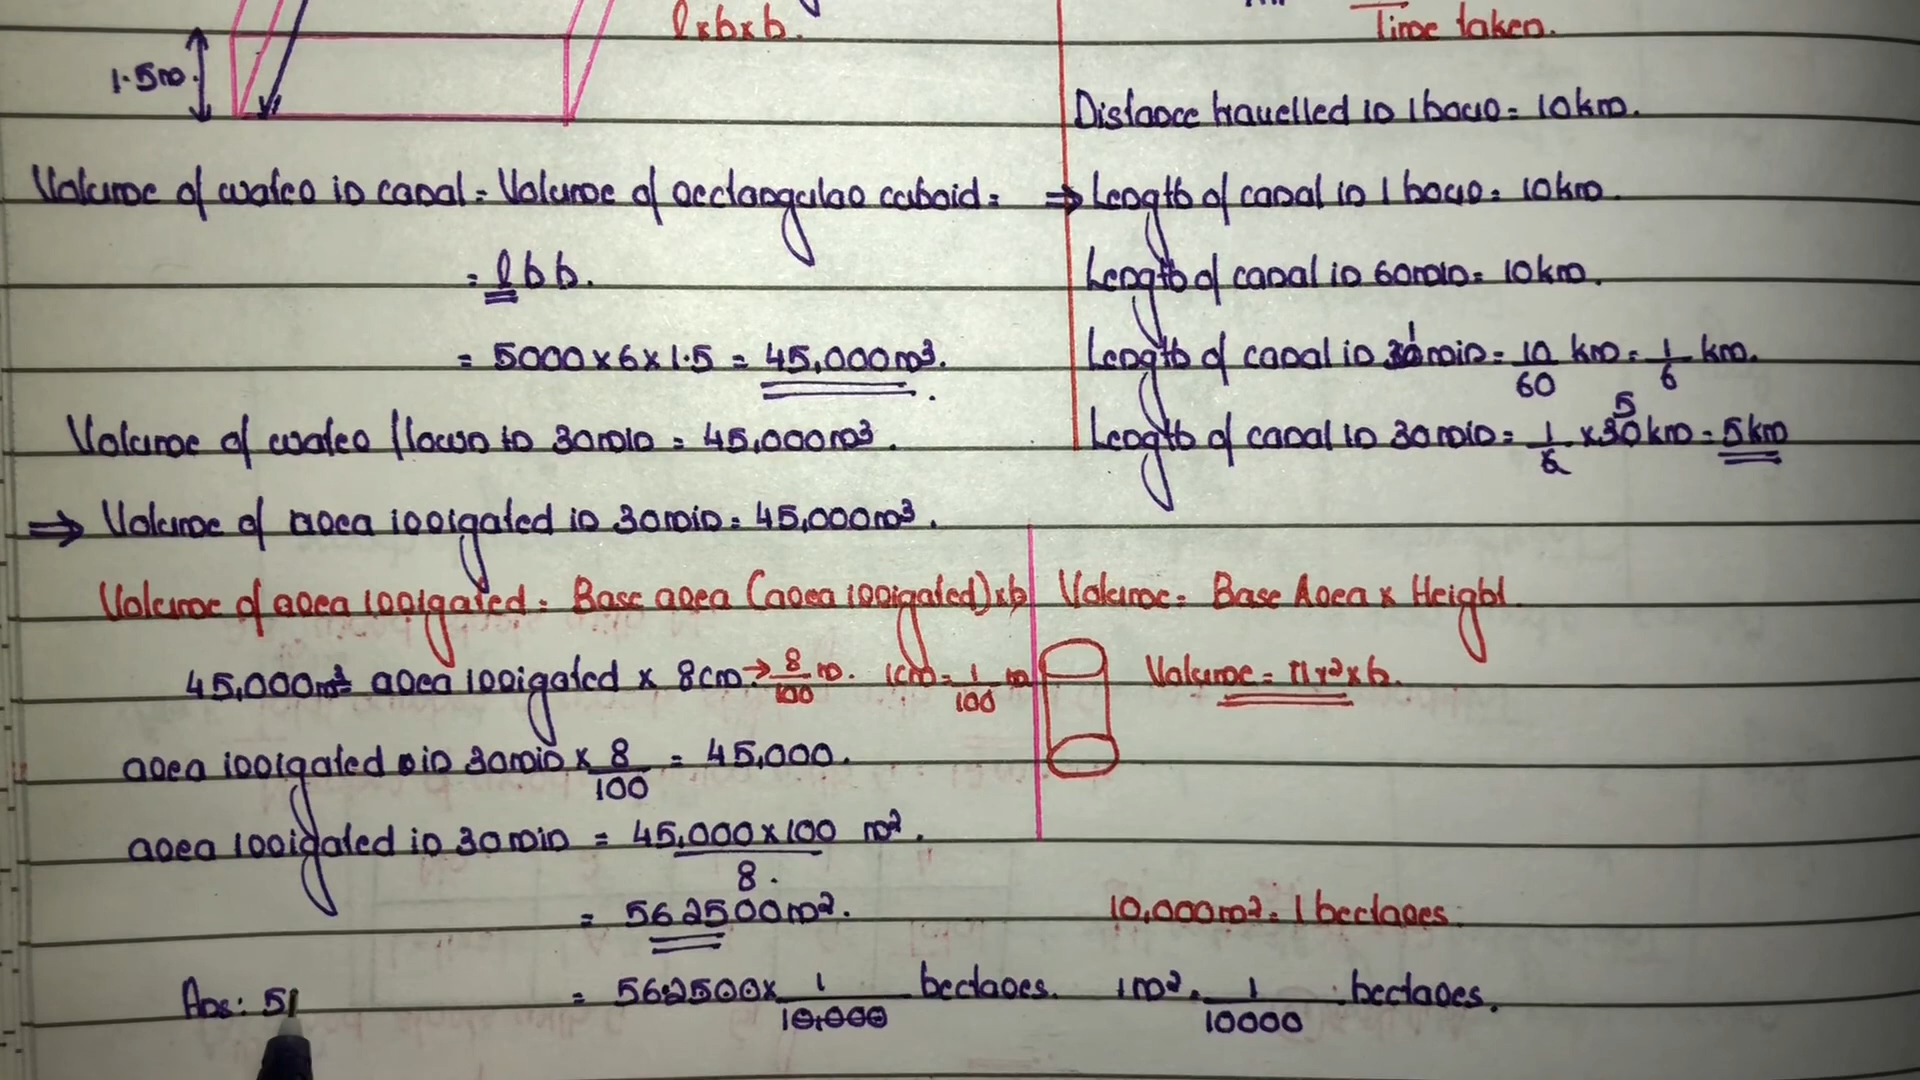 l×b×h.
Time taken.
1.5m
Distance travelled in 1 hour = 10km.
Volume of water in canal = Volume of rectangular cuboid =
⇒ Length of canal in 1 hour = 10km.
= lbh.
Length of canal in 60min = 10km.
= 5000×6×1.5 = 45,000m³.
Length of canal in 1min = 10/60 km = 1/6 km.
Volume of water flown in 30min = 45,000m³.
Length of canal in 30min = 1/6 × 30 km = 5km
5
⇒ Volume of area irrigated in 30min = 45,000m³.
Volume of area irrigated = Base area (area irrigated)×h
Volume = Base Area × Height.
45,000m³ = area irrigated × 8cm → 8/100 m. 1cm = 1/100 m
Volume = πr²×h.
area irrigated in 30min × 8/100 = 45,000.
area irrigated in 30min = 45,000×100/8. m².
= 562500m².
10,000m² = 1 hectares.
Ans: 51
= 562500× 1/10,000 hectares.
1m² = 1/10000 hectares.